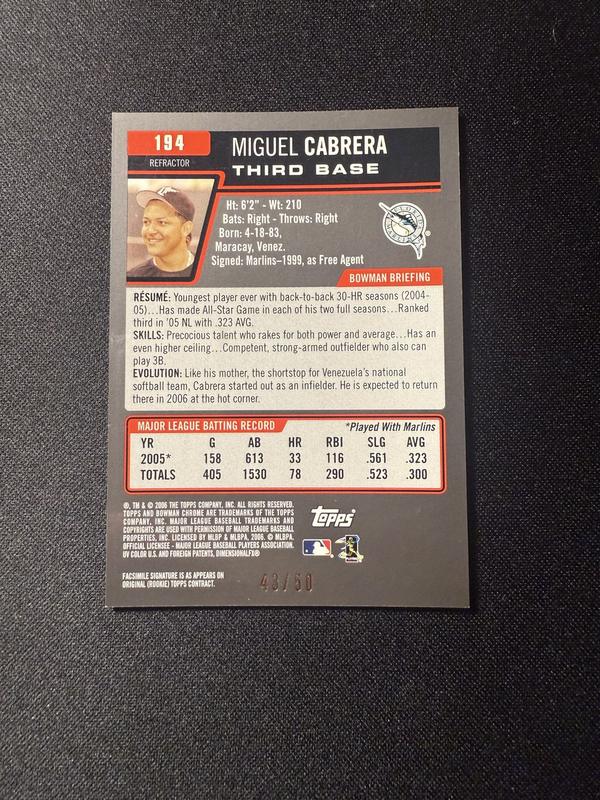 194
REFRACTOR
MIGUEL CABRERA
THIRD BASE
Ht: 6'2" - Wt: 210
Bats: Right - Throws: Right
Born: 4-18-83,
Maracay, Venez.
Signed: Marlins–1999, as Free Agent
BOWMAN BRIEFING
RÉSUMÉ: Youngest player ever with back-to-back 30-HR seasons (2004-
05)...Has made All-Star Game in each of his two full seasons...Ranked
third in '05 NL with .323 AVG.
SKILLS: Precocious talent who rakes for both power and average...Has an
even higher ceiling...Competent, strong-armed outfielder who also can
play 3B.
EVOLUTION: Like his mother, the shortstop for Venezuela's national
softball team, Cabrera started out as an infielder. He is expected to return
there in 2006 at the hot corner.
MAJOR LEAGUE BATTING RECORD *Played With Marlins
YR G AB HR RBI SLG AVG
2005* 158 613 33 116 .561 .323
TOTALS 405 1530 78 290 .523 .300
®, TM & © 2006 THE TOPPS COMPANY, INC. ALL RIGHTS RESERVED.
TOPPS AND BOWMAN CHROME ARE TRADEMARKS OF THE TOPPS
COMPANY, INC. MAJOR LEAGUE BASEBALL TRADEMARKS AND
COPYRIGHTS ARE USED WITH PERMISSION OF MAJOR LEAGUE BASEBALL
PROPERTIES, INC. LICENSED BY MLBP & MLBPA, 2006. © MLBPA.
OFFICIAL LICENSEE - MAJOR LEAGUE BASEBALL PLAYERS ASSOCIATION.
UV COLOR U.S. AND FOREIGN PATENTS, DIMENSIONALFX®
Topps
FACSIMILE SIGNATURE IS AS APPEARS ON
ORIGINAL (ROOKIE) TOPPS CONTRACT.
43/50